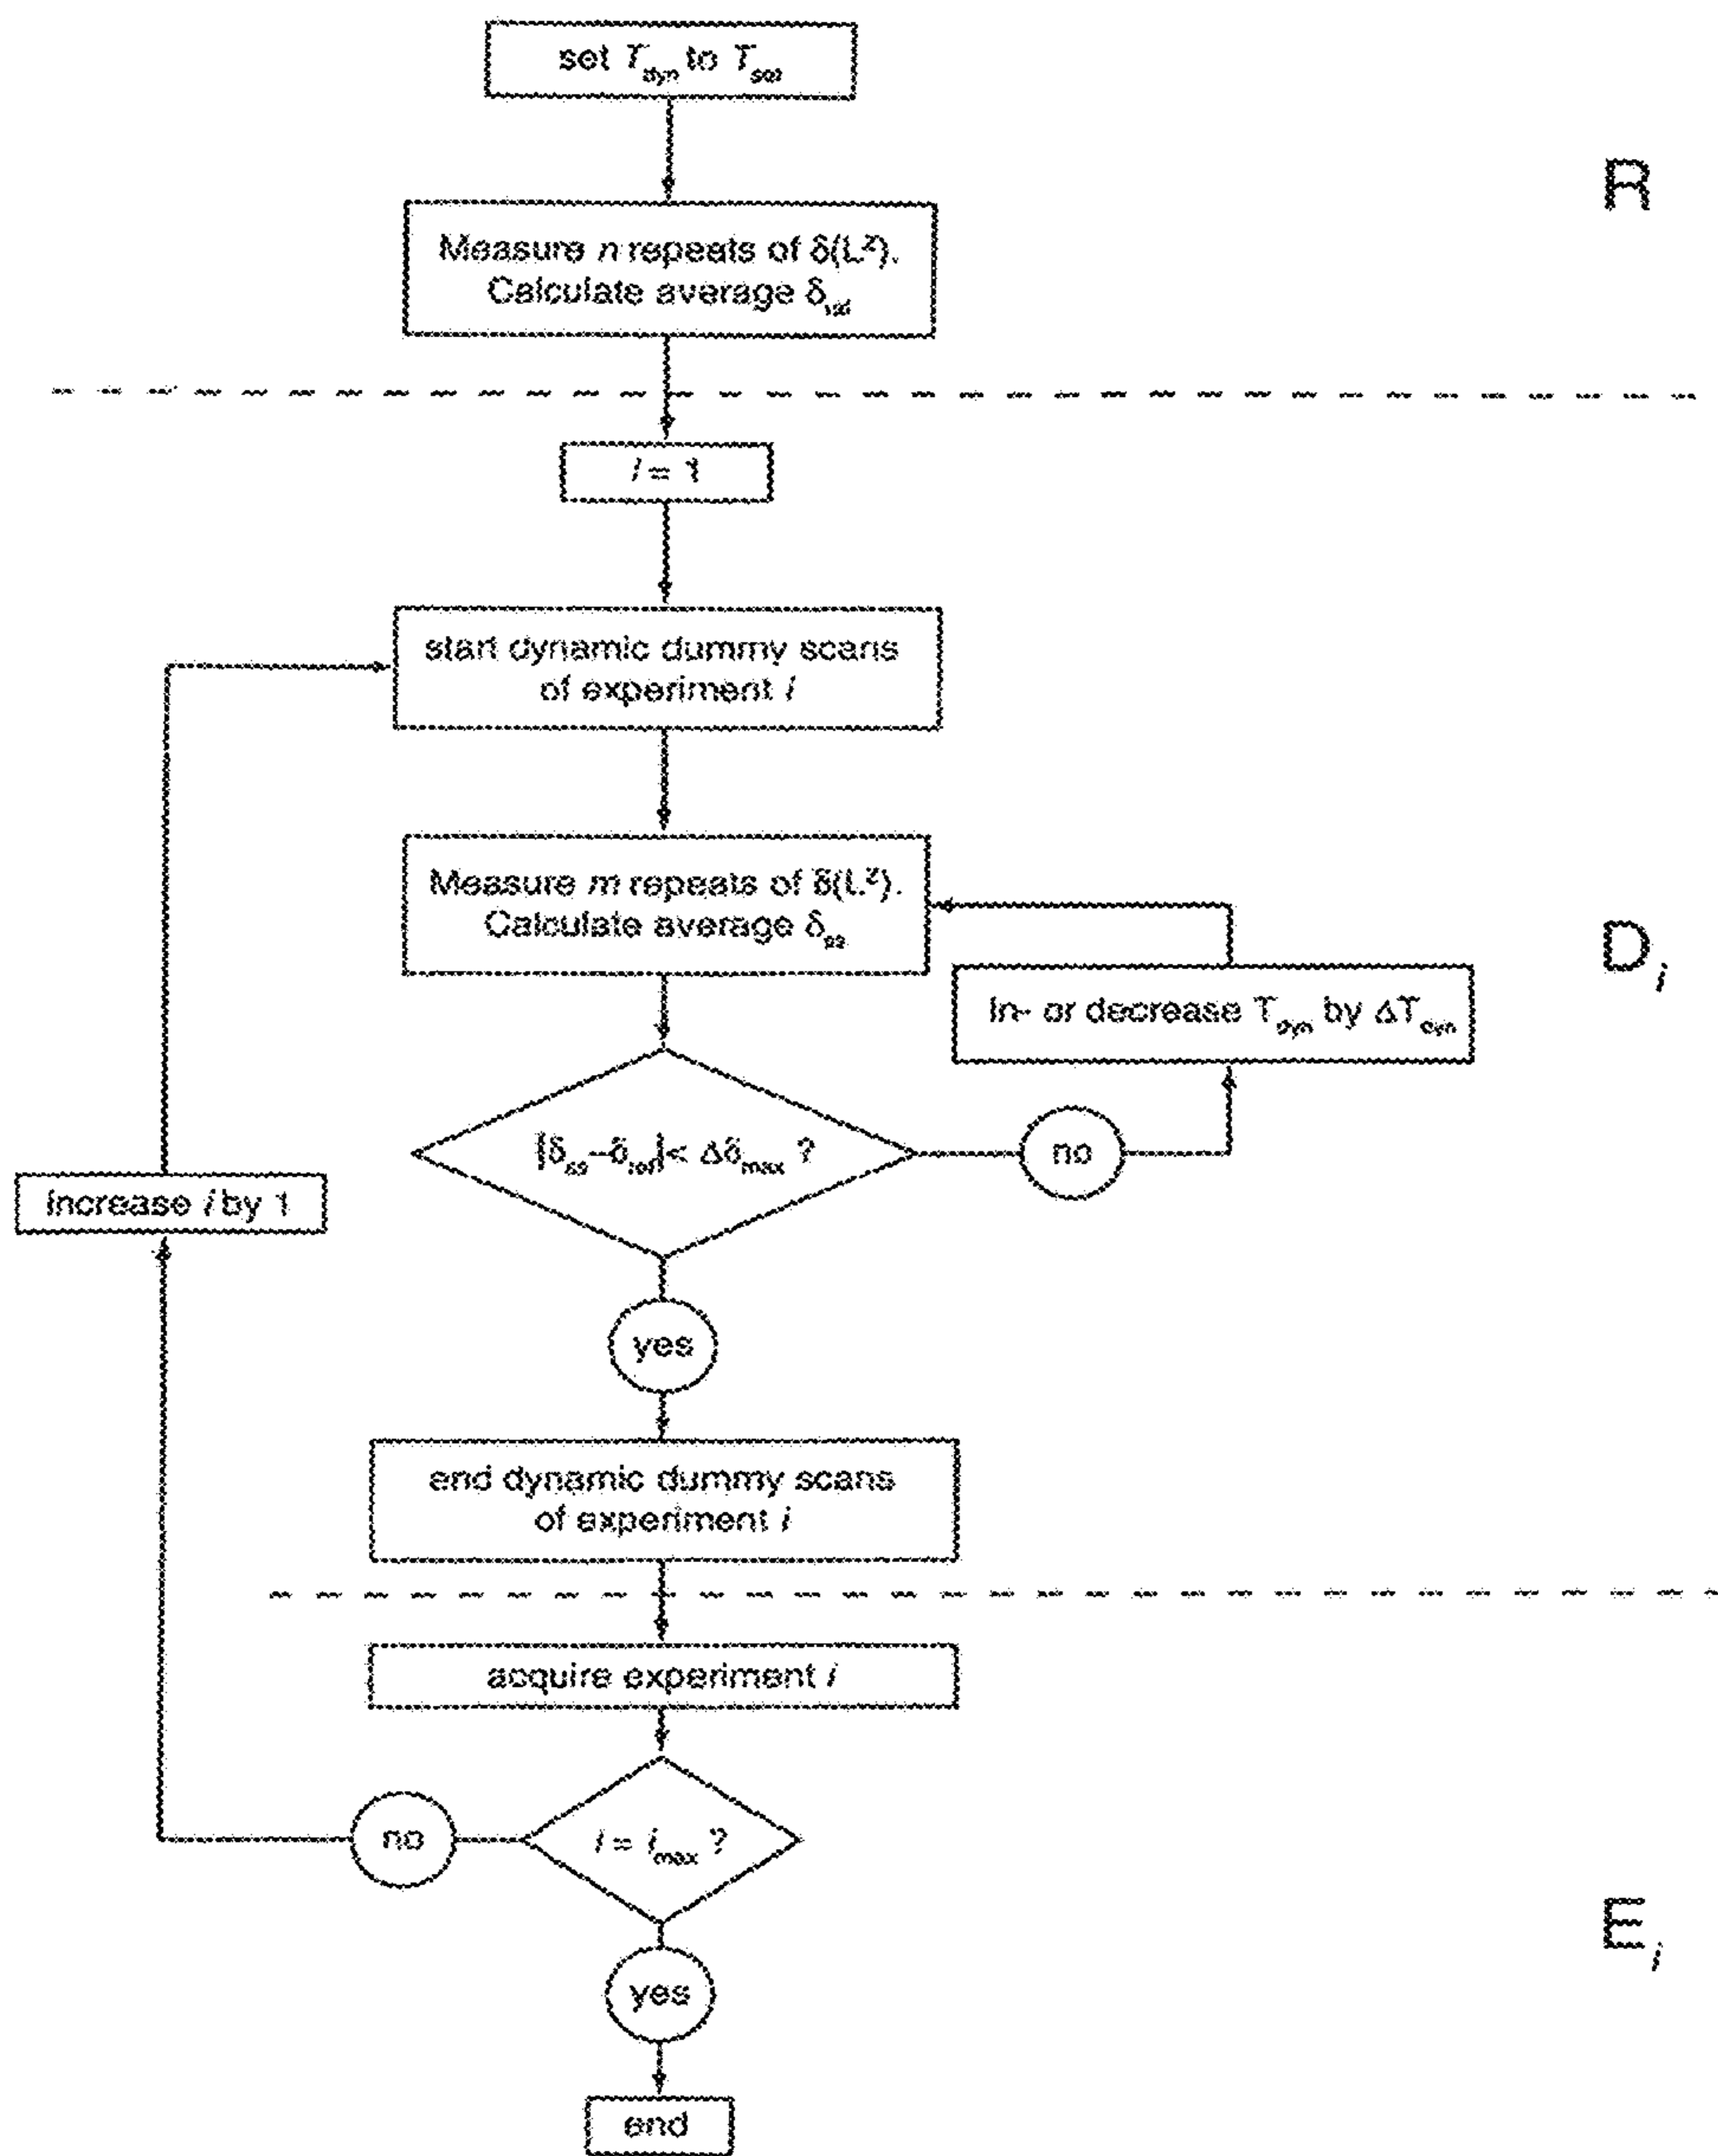 set T_dyn to T_set
R
Measure n repeats of δ(L²).
Calculate average δ_ref
i = 1
start dynamic dummy scans
of experiment i
Measure m repeats of δ(L²).
Calculate average δ_ss
D_i
In- or decrease T_dyn by ΔT_dyn
|δ_ss–δ_ref|< Δδ_max ?
no
increase i by 1
yes
end dynamic dummy scans
of experiment i
acquire experiment i
i = i_max ?
no
E_i
yes
end